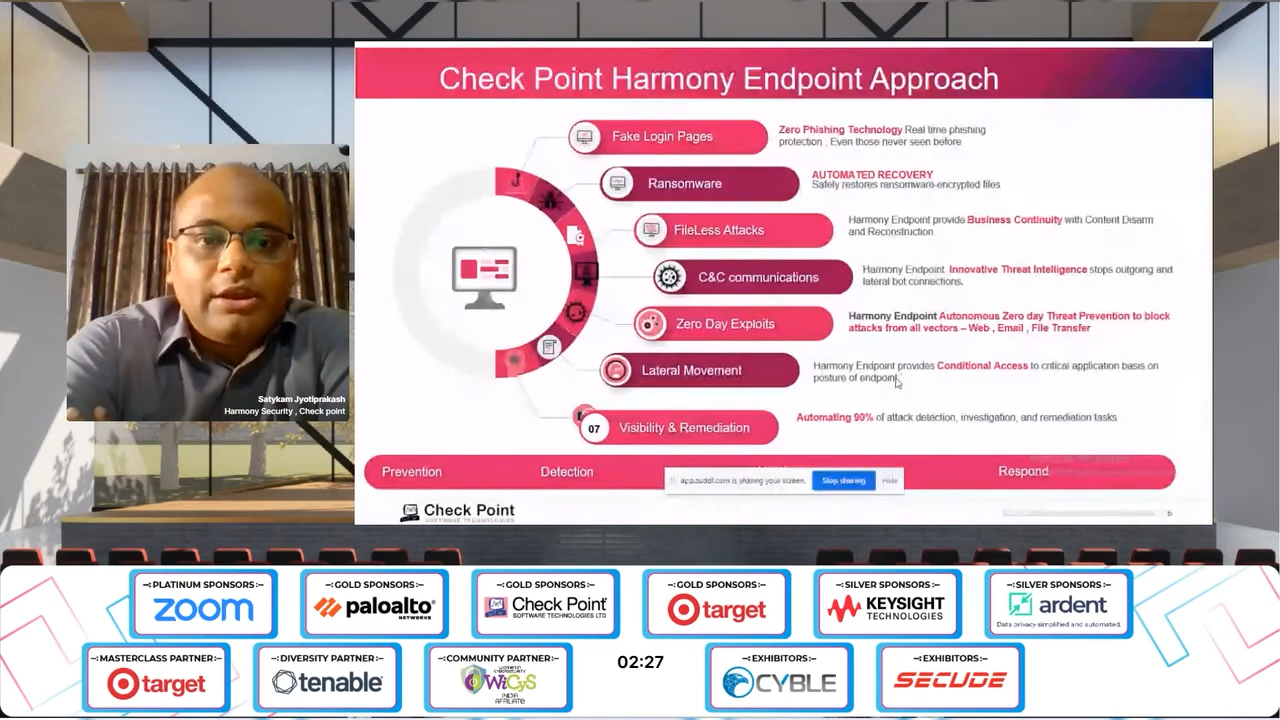 Check Point Harmony Endpoint Approach
Fake Login Pages
Zero Phishing Technology Real time phishing
protection , Even those never seen before
Ransomware
AUTOMATED RECOVERY
Safely restores ransomware-encrypted files
FileLess Attacks
Harmony Endpoint provide Business Continuity with Content Disarm
and Reconstruction
C&C communications
Harmony Endpoint Innovative Threat Intelligence stops outgoing and
lateral bot connections.
Zero Day Exploits
Harmony Endpoint Autonomous Zero day Threat Prevention to block
attacks from all vectors – Web , Email , File Transfer
Lateral Movement
Harmony Endpoint provides Conditional Access to critical application basis on
posture of endpoint
07
Visibility & Remediation
Automating 90% of attack detection, investigation, and remediation tasks
Prevention
Detection
Respond
app.zuddl.com is sharing your screen.
Stop sharing
Hide
Check Point
SOFTWARE TECHNOLOGIES
6
Satykam Jyotiprakash
Harmony Security , Check point
-:PLATINUM SPONSORS:-
zoom
-:GOLD SPONSORS:-
paloalto
NETWORKS
-:GOLD SPONSORS:-
Check Point
SOFTWARE TECHNOLOGIES LTD
-:GOLD SPONSORS:-
target
-:SILVER SPONSORS:-
KEYSIGHT
TECHNOLOGIES
-:SILVER SPONSORS:-
ardent
Data privacy simplified and automated.
-:MASTERCLASS PARTNER:-
target
-:DIVERSITY PARTNER:-
tenable
-:COMMUNITY PARTNER:-
WOMEN IN
CYBERSECURITY
WiCyS
INDIA
AFFILIATE
02:27
-:EXHIBITORS:-
CYBLE
-:EXHIBITORS:-
SECUDE